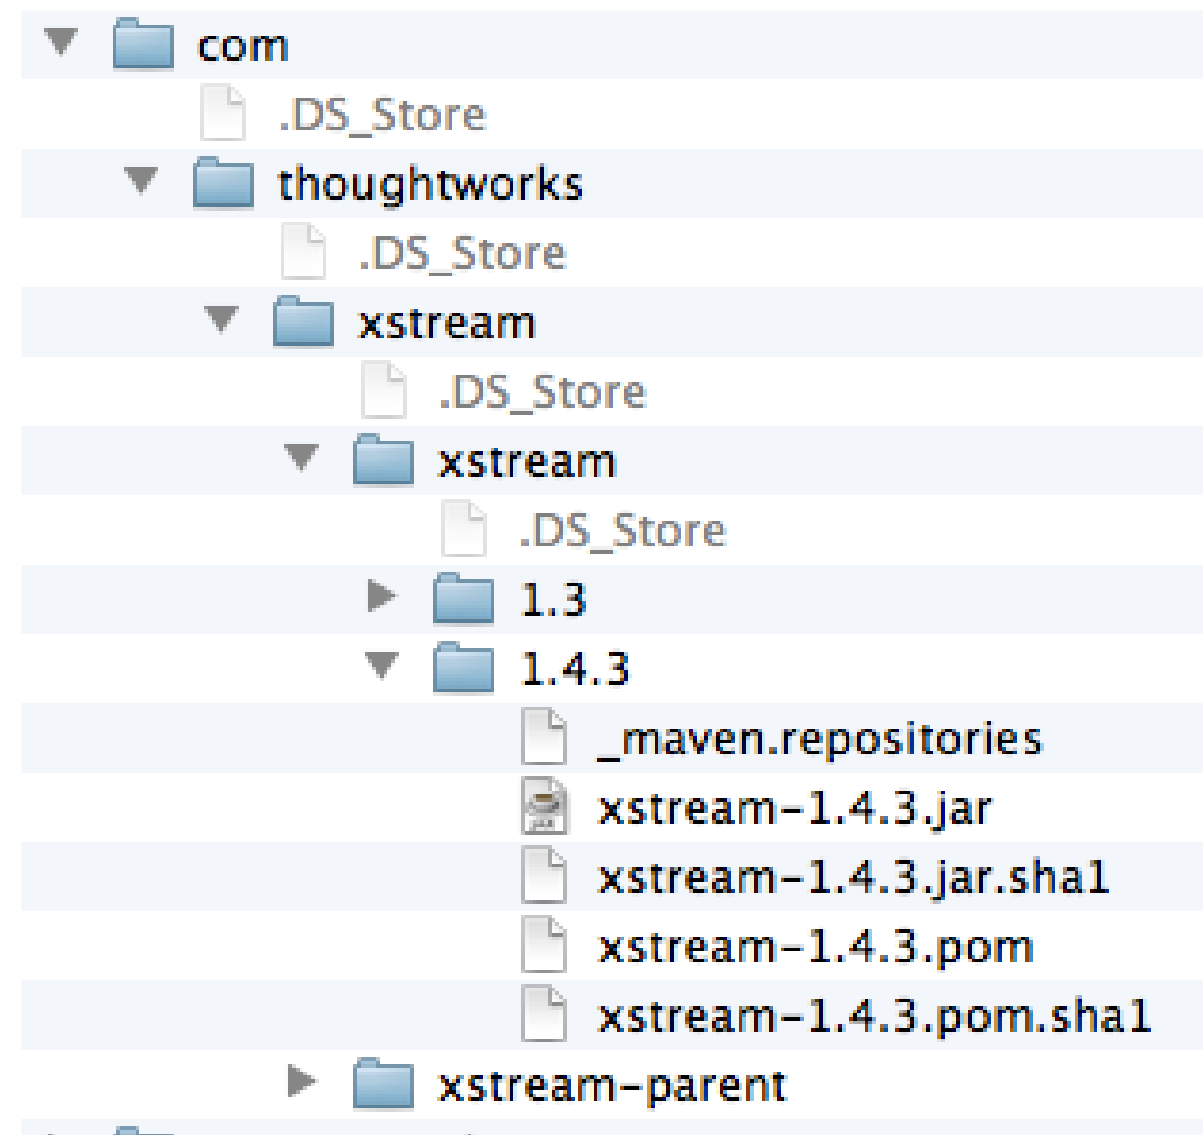 com
.DS_Store
thoughtworks
.DS_Store
xstream
.DS_Store
xstream
.DS_Store
1.3
1.4.3
_maven.repositories
xstream-1.4.3.jar
xstream-1.4.3.jar.sha1
xstream-1.4.3.pom
xstream-1.4.3.pom.sha1
xstream-parent